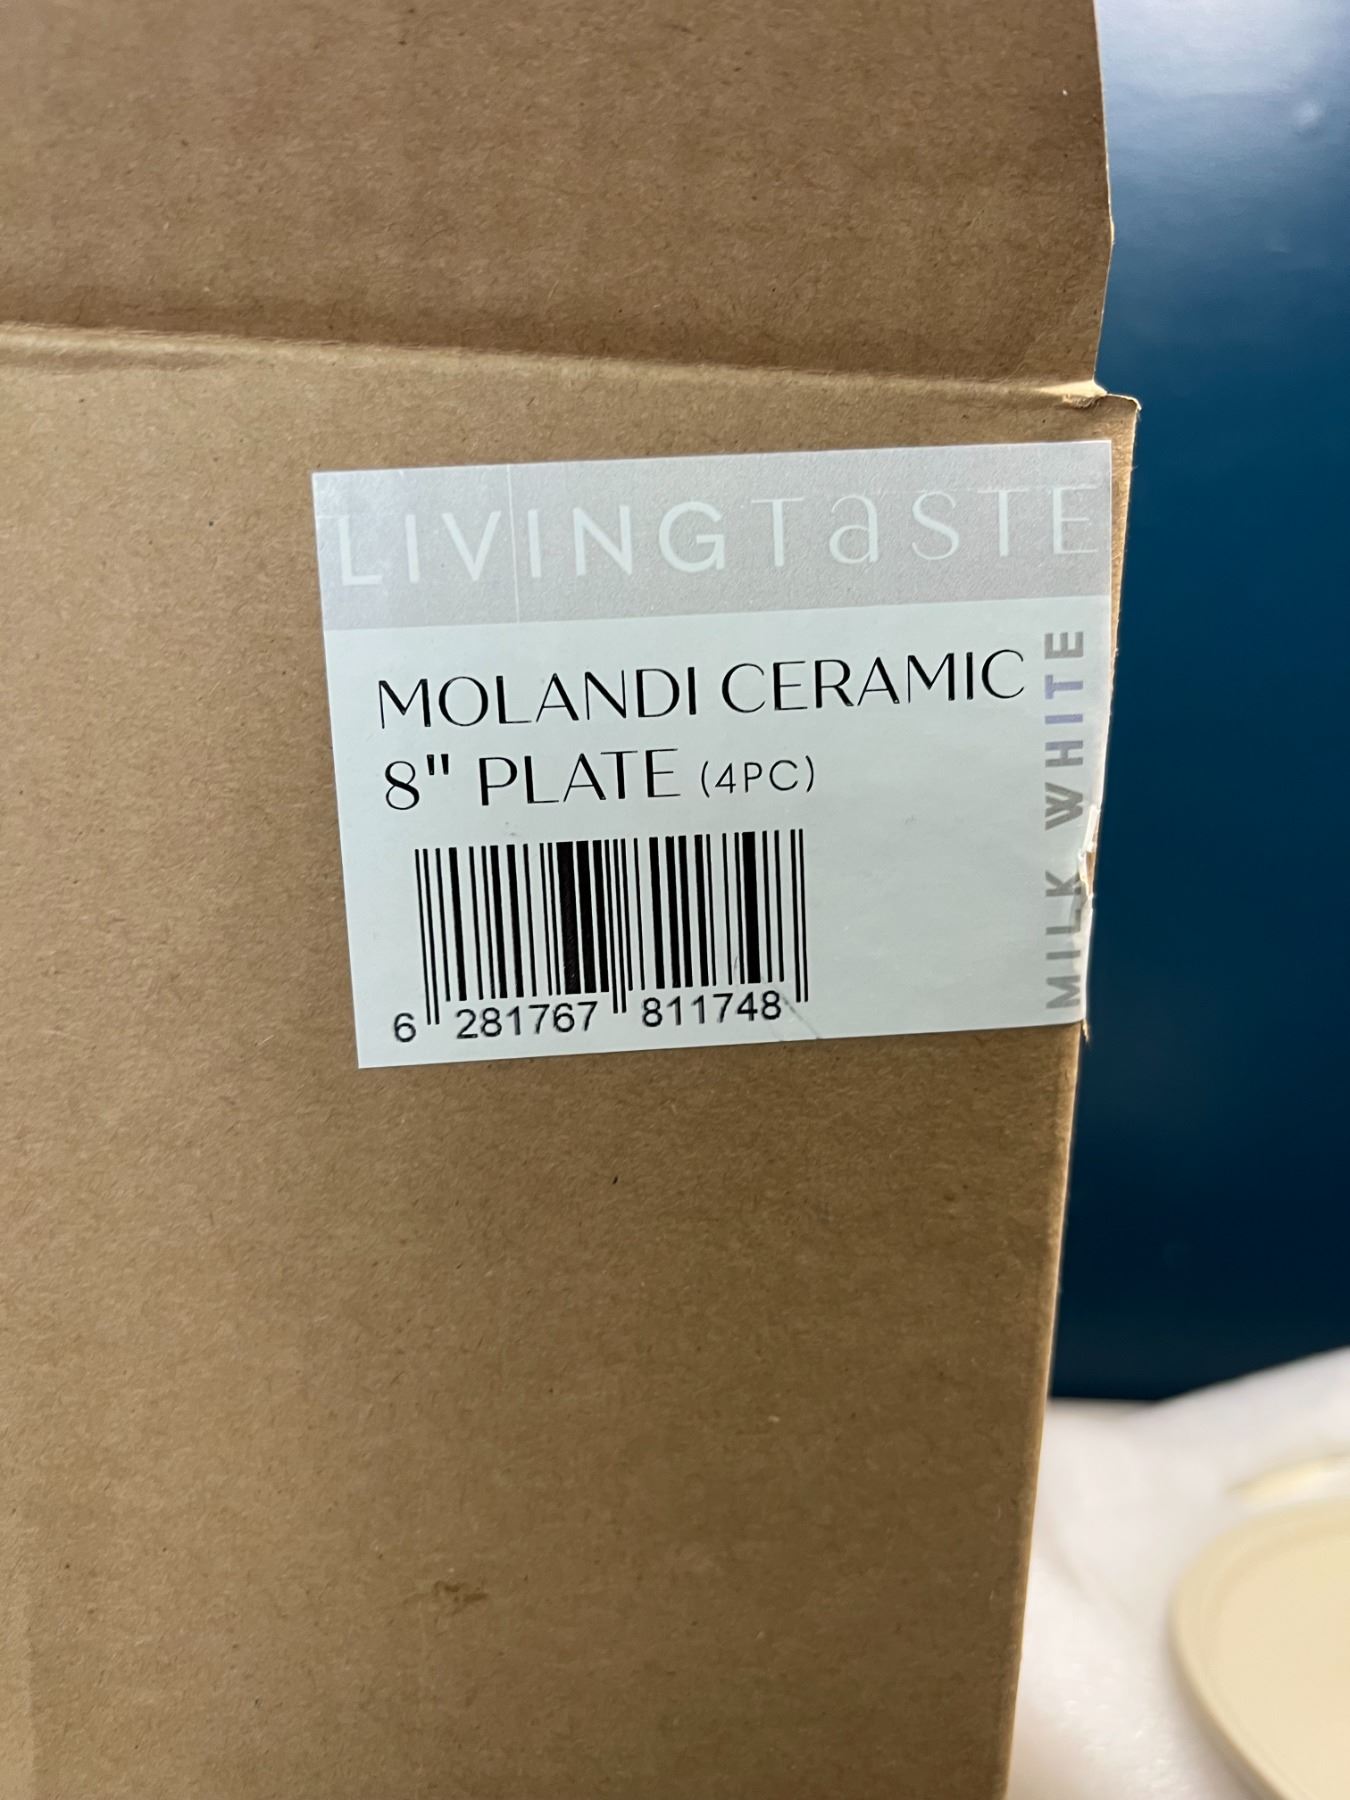 LIVINGTaSTE
MOLANDI CERAMIC
8" PLATE (4PC)
6 281767 811748
MILK WHITE